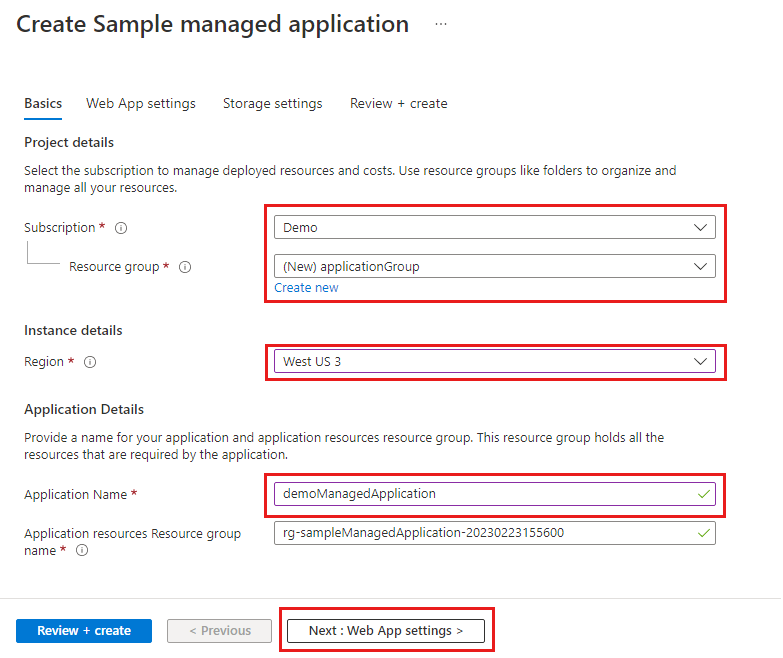 Create Sample managed application ...
Basics Web App settings Storage settings Review + create
Project details
Select the subscription to manage deployed resources and costs. Use resource groups like folders to organize and
manage all your resources.
Subscription *
Demo
Resource group *
(New) applicationGroup
Create new
Instance details
Region *
West US 3
Application Details
Provide a name for your application and application resources resource group. This resource group holds all the
resources that are required by the application.
Application Name *
demoManagedApplication
Application resources Resource group
name *
rg-sampleManagedApplication-20230223155600
Review + create
< Previous
Next : Web App settings >